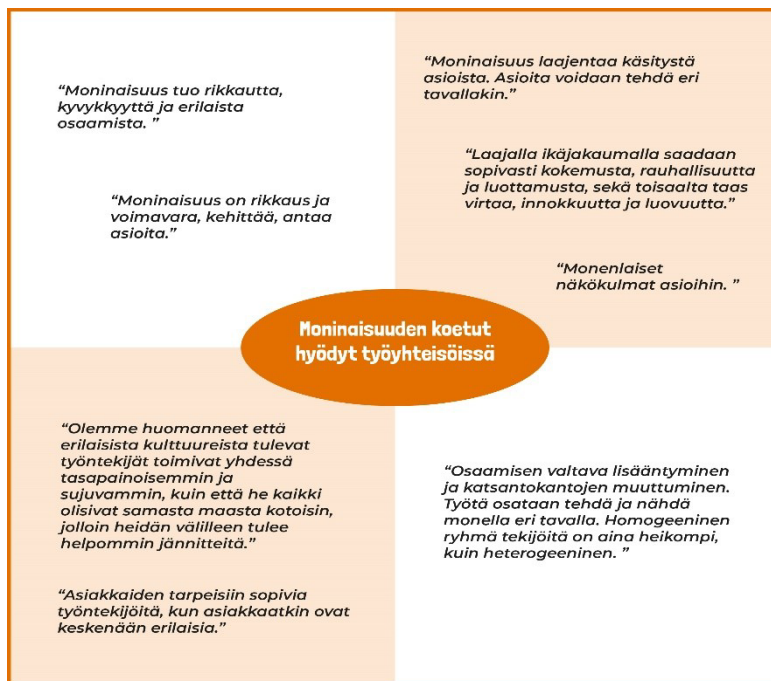 “Moninaisuus tuo rikkautta,
kyvykkyyttä ja erilaista
osaamista. ”
“Moninaisuus on rikkaus ja
voimavara, kehittää, antaa
asioita.”
“Moninaisuus laajentaa käsitystä
asioista. Asioita voidaan tehdä eri
tavallakin.”
“Laajalla ikäjakaumalla saadaan
sopivasti kokemusta, rauhallisuutta
ja luottamusta, sekä toisaalta taas
virtaa, innokkuutta ja luovuutta.”
“Monenlaiset
näkökulmat asioihin. ”
Moninaisuuden koetut
hyödyt työyhteisöissä
“Olemme huomanneet että
erilaisista kulttuureista tulevat
työntekijät toimivat yhdessä
tasapainoisemmin ja
sujuvammin, kuin että he kaikki
olisivat samasta maasta kotoisin,
jolloin heidän välilleen tulee
helpommin jännitteitä.”
“Asiakkaiden tarpeisiin sopivia
työntekijöitä, kun asiakkaatkin ovat
keskenään erilaisia.”
“Osaamisen valtava lisääntyminen
ja katsantokantojen muuttuminen.
Työtä osataan tehdä ja nähdä
monella eri tavalla. Homogeeninen
ryhmä tekijöitä on aina heikompi,
kuin heterogeeninen. ”